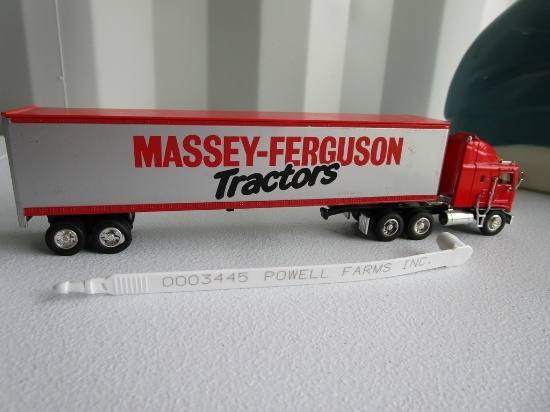 MASSEY-FERGUSON
Tractors
0003445 POWELL FARMS INC.